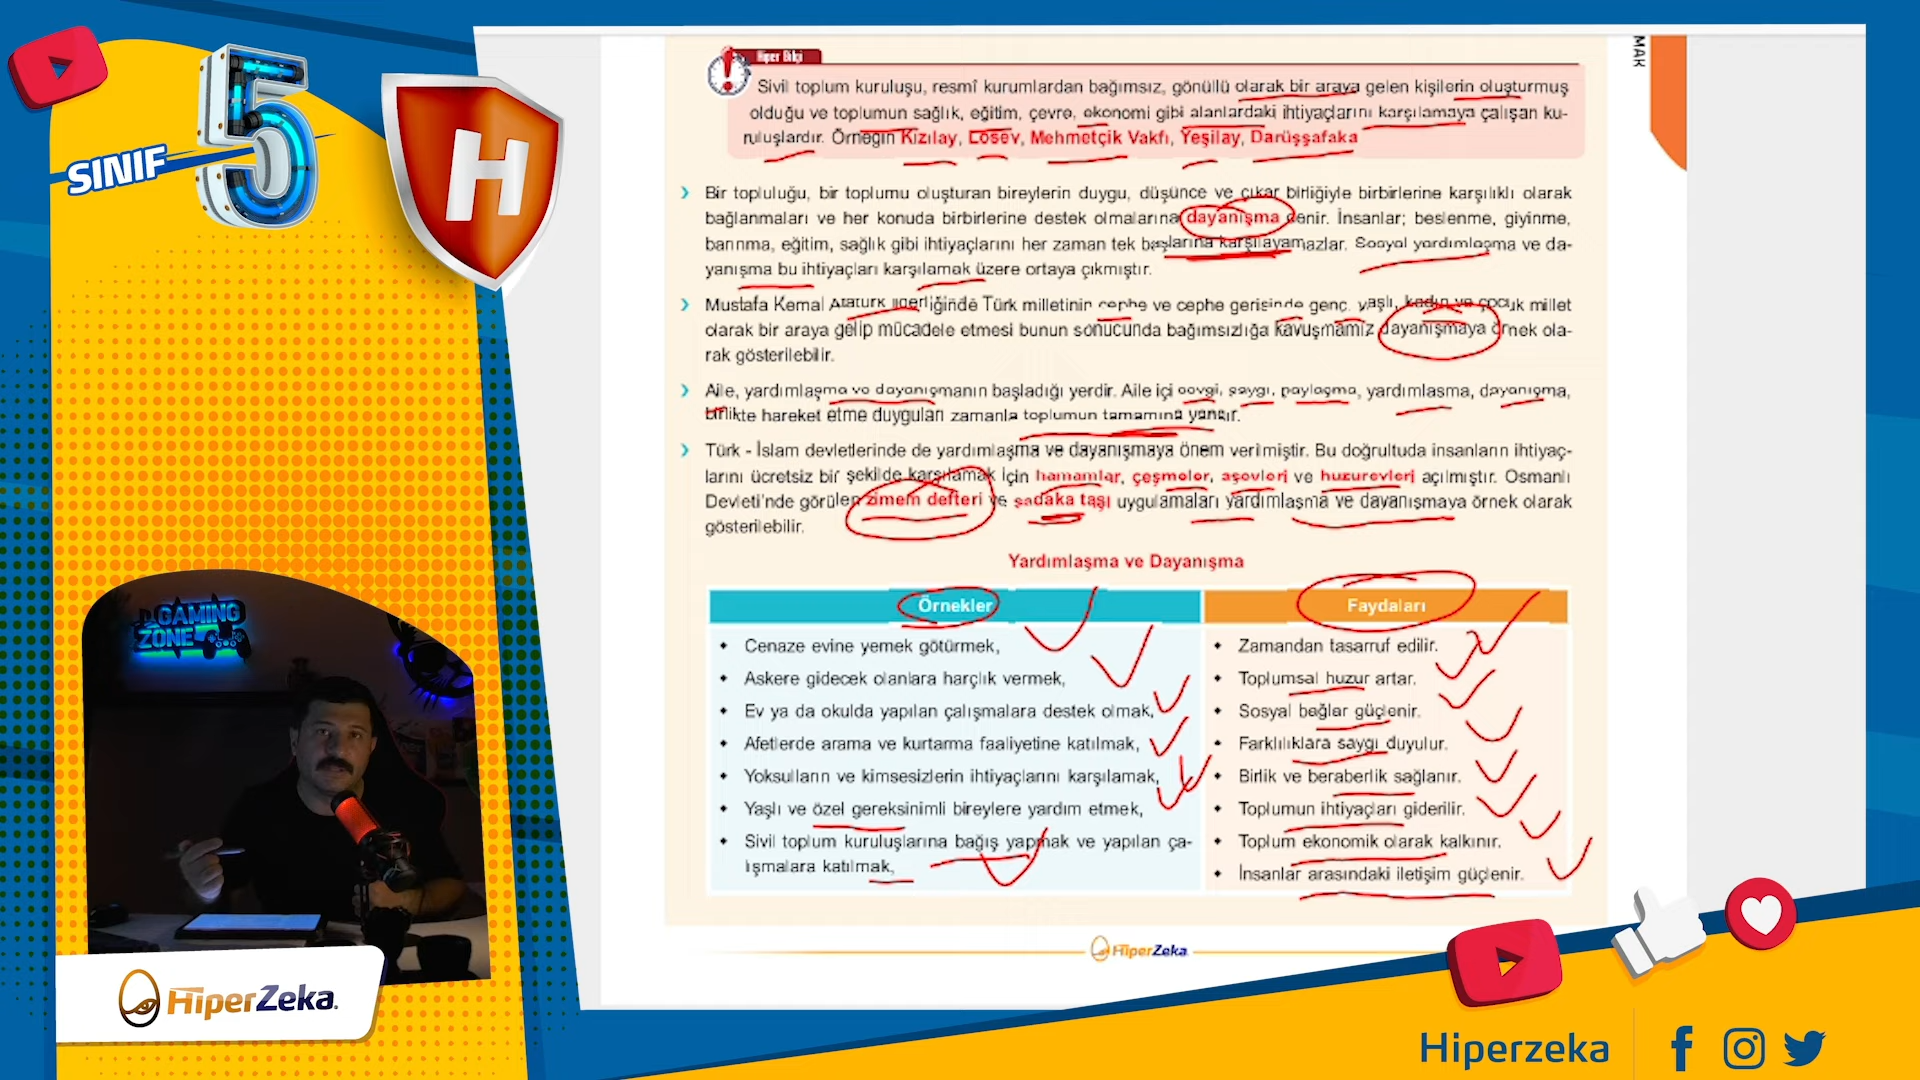 SINIF
5
H
MAK
Hiper Bilgi
Sivil toplum kuruluşu, resmî kurumlardan bağımsız, gönüllü olarak bir araya gelen kişilerin oluşturmuş
olduğu ve toplumun sağlık, eğitim, çevre, ekonomi gibi alanlardaki ihtiyaçlarını karşılamaya çalışan ku-
ruluşlardır. Örneğin Kızılay, Lösev, Mehmetçik Vakfı, Yeşilay, Darüşşafaka
Bir topluluğu, bir toplumu oluşturan bireylerin duygu, düşünce ve çıkar birliğiyle birbirlerine karşılıklı olarak
bağlanmaları ve her konuda birbirlerine destek olmalarına dayanışma denir. İnsanlar; beslenme, giyinme,
barınma, eğitim, sağlık gibi ihtiyaçlarını her zaman tek başlarına karşılayamazlar. Sosyal yardımlaşma ve da-
yanışma bu ihtiyaçları karşılamak üzere ortaya çıkmıştır.
Mustafa Kemal Atatürk liderliğinde Türk milletinin cephe ve cephe gerisinde genç, yaşlı, kadın ve çocuk millet
olarak bir araya gelip mücadele etmesi bunun sonucunda bağımsızlığa kavuşmamız dayanışmaya örnek ola-
rak gösterilebilir.
Aile, yardımlaşma ve dayanışmanın başladığı yerdir. Aile içi sevgi, saygı, paylaşma, yardımlaşma, dayanışma,
birlikte hareket etme duyguları zamanla toplumun tamamına yansır.
Türk - İslam devletlerinde de yardımlaşma ve dayanışmaya önem verilmiştir. Bu doğrultuda insanların ihtiyaç-
larını ücretsiz bir şekilde karşılamak için hamamlar, çeşmeler, aşevleri ve huzurevleri açılmıştır. Osmanlı
Devleti'nde görülen zimem defteri ve sadaka taşı uygulamaları yardımlaşma ve dayanışmaya örnek olarak
gösterilebilir.
Yardımlaşma ve Dayanışma
Örnekler
Cenaze evine yemek götürmek,
Askere gidecek olanlara harçlık vermek,
Ev ya da okulda yapılan çalışmalara destek olmak,
Afetlerde arama ve kurtarma faaliyetine katılmak,
Yoksulların ve kimsesizlerin ihtiyaçlarını karşılamak,
Yaşlı ve özel gereksinimli bireylere yardım etmek,
Sivil toplum kuruluşlarına bağış yapmak ve yapılan ça-
lışmalara katılmak,
Faydaları
Zamandan tasarruf edilir.
Toplumsal huzur artar.
Sosyal bağlar güçlenir.
Farklılıklara saygı duyulur.
Birlik ve beraberlik sağlanır.
Toplumun ihtiyaçları giderilir.
Toplum ekonomik olarak kalkınır.
İnsanlar arasındaki iletişim güçlenir.
HiperZeka
GAMING
ZONE
HiperZeka
Hiperzeka